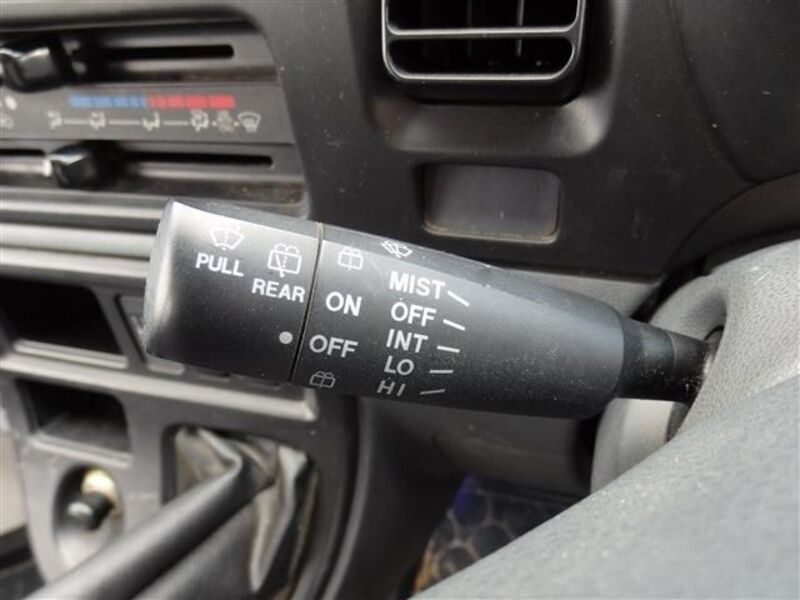 PULL
REAR
ON
OFF
MIST
OFF
INT
LO
HI